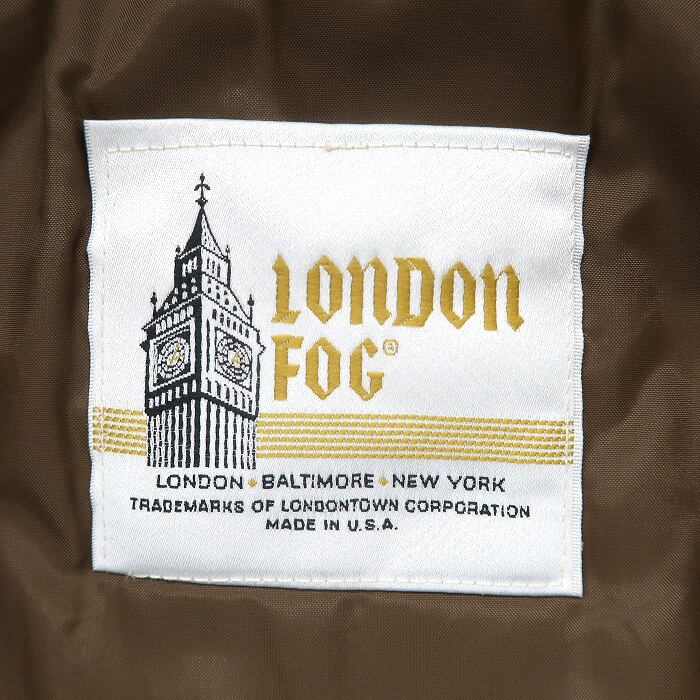 LONDON
FOG®
LONDON • BALTIMORE • NEW YORK
TRADEMARKS OF LONDONTOWN CORPORATION
MADE IN U.S.A.